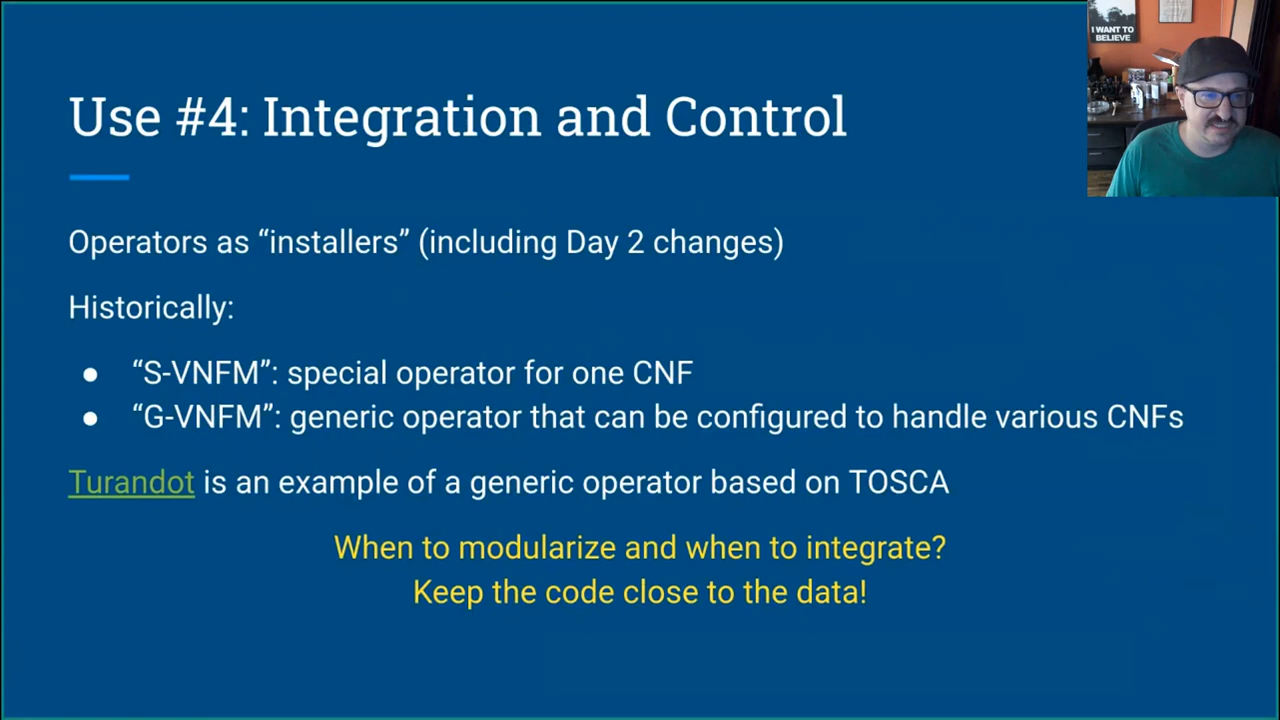 I WANT TO
BELIEVE
Use #4: Integration and Control
Operators as “installers” (including Day 2 changes)
Historically:
● “S-VNFM”: special operator for one CNF
● “G-VNFM”: generic operator that can be configured to handle various CNFs
Turandot is an example of a generic operator based on TOSCA
When to modularize and when to integrate?
Keep the code close to the data!